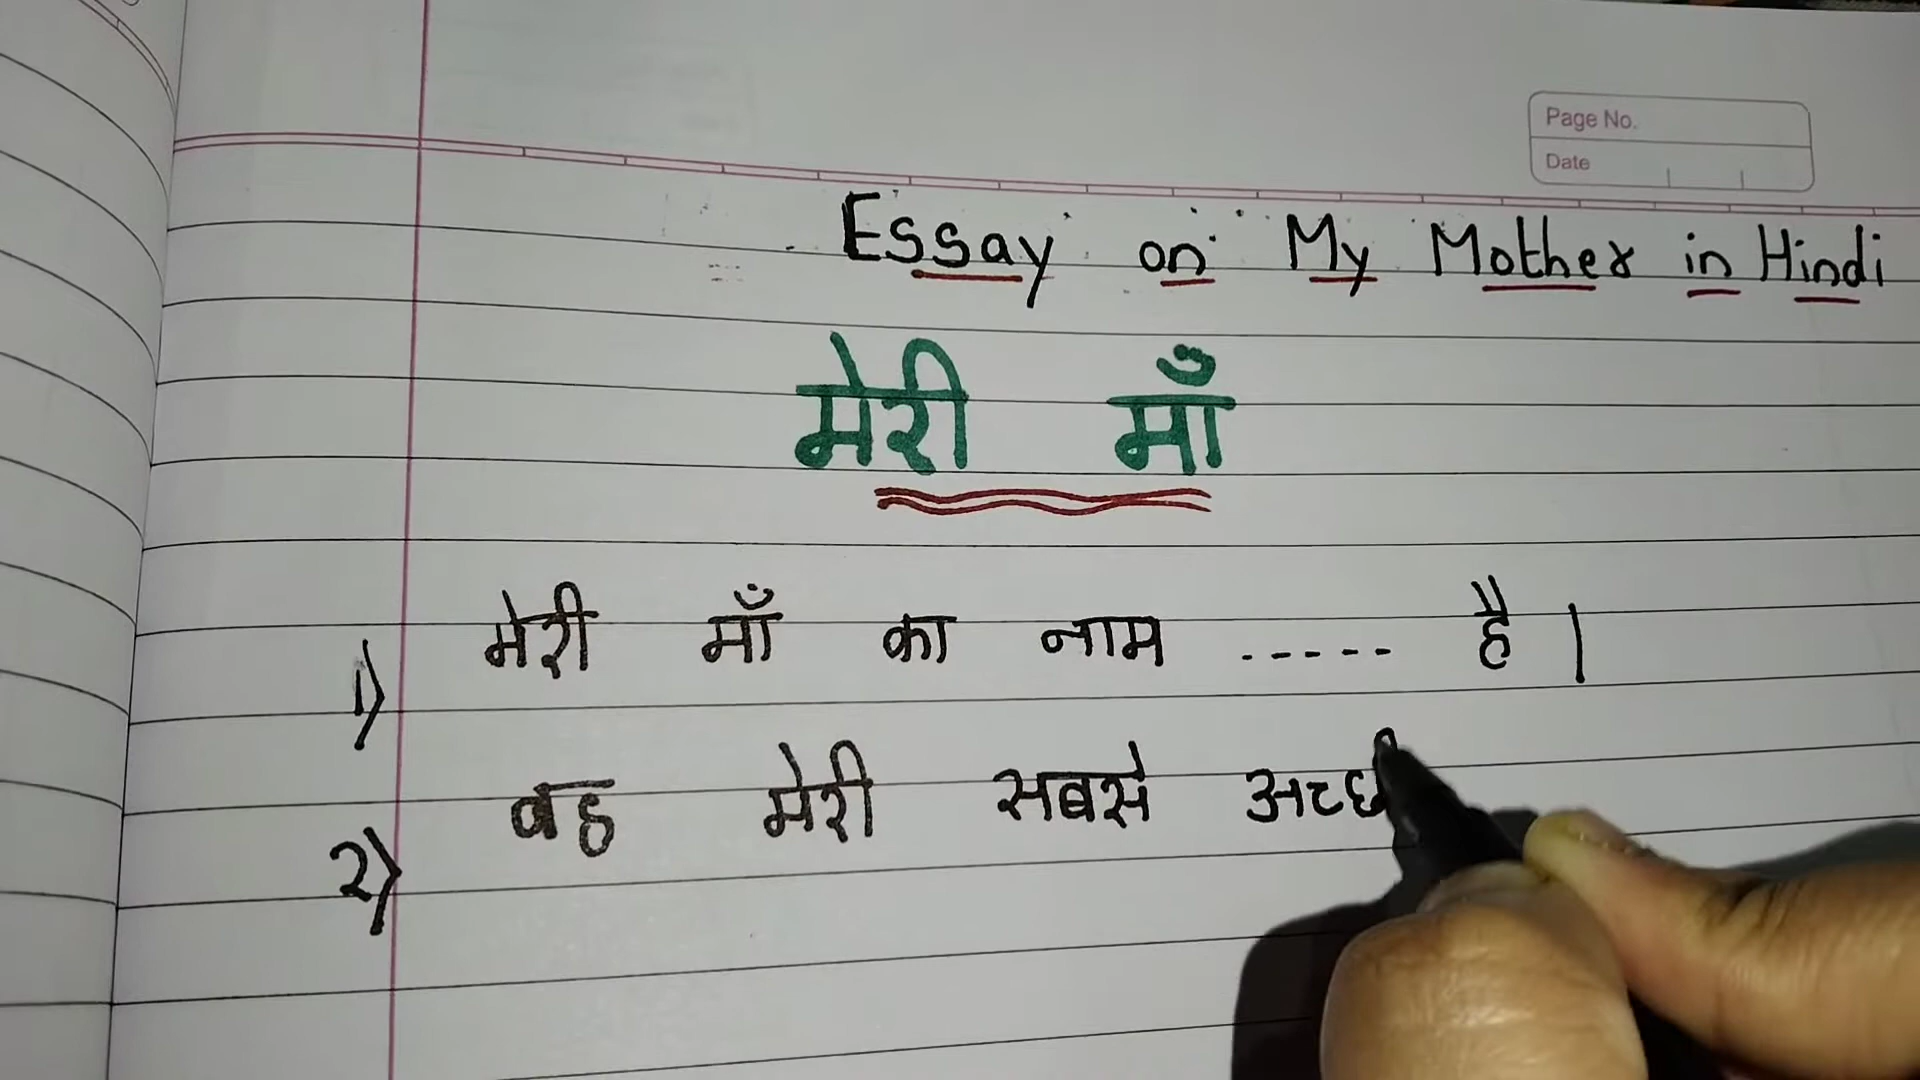 Page No.
Date
Essay on My Mother in Hindi
मेरी माँ
1) मेरी माँ का नाम ----- है |
2) वह मेरी सबसे